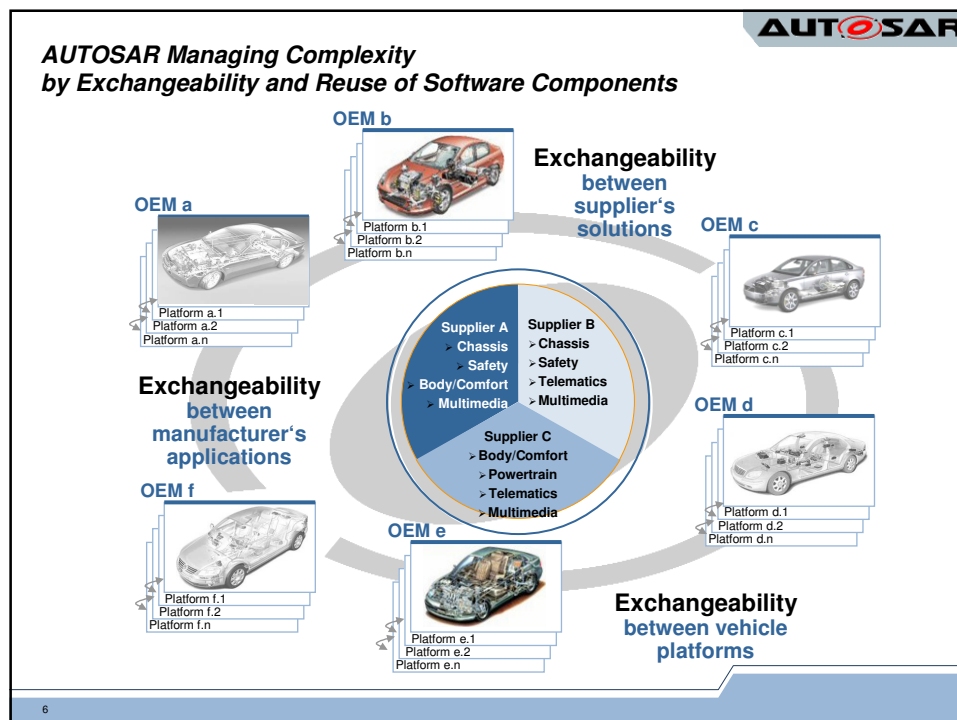 AUTOSAR
AUTOSAR Managing Complexity
by Exchangeability and Reuse of Software Components
OEM b
Platform b.1
Platform b.2
Platform b.n
Exchangeability
between
supplier‘s
solutions
OEM a
Platform a.1
Platform a.2
Platform a.n
OEM c
Platform c.1
Platform c.2
Platform c.n
Supplier A
➢ Chassis
➢ Safety
➢ Body/Comfort
➢ Multimedia
Supplier B
➢ Chassis
➢ Safety
➢ Telematics
➢ Multimedia
Supplier C
➢ Body/Comfort
➢ Powertrain
➢ Telematics
➢ Multimedia
Exchangeability
between
manufacturer‘s
applications
OEM d
Platform d.1
Platform d.2
Platform d.n
OEM f
Platform f.1
Platform f.2
Platform f.n
OEM e
Platform e.1
Platform e.2
Platform e.n
Exchangeability
between vehicle
platforms
6